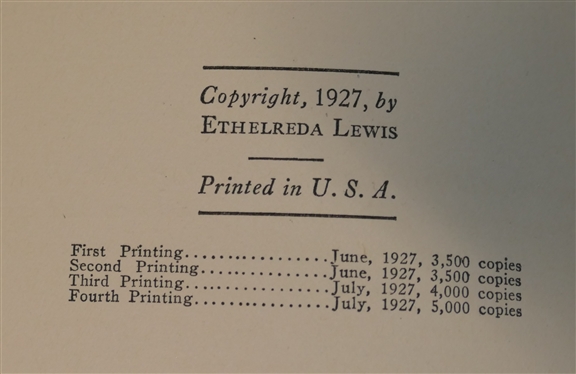 Copyright, 1927, by
ETHELREDA LEWIS
Printed in U. S. A.
First Printing..................June, 1927, 3,500 copies
Second Printing................June, 1927, 3,500 copies
Third Printing..................July, 1927, 4,000 copies
Fourth Printing.................July, 1927, 5,000 copies